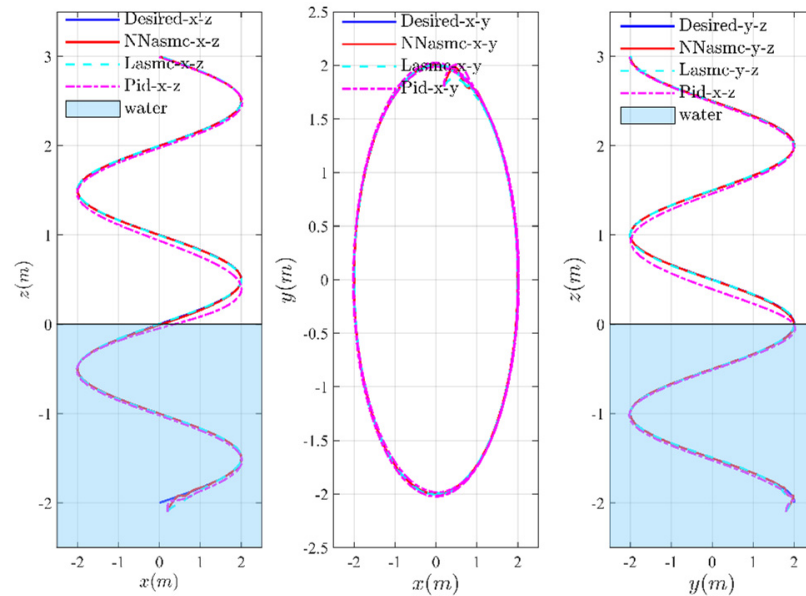 Desired-x-z
NNasmc-x-z
Lasmc-x-z
Pid-x-z
water
3
2
1
0
-1
-2
z(m)
-2
-1
0
1
2
x(m)
Desired-x-y
NNasmc-x-y
Lasmc-x-y
Pid-x-y
2.5
2
1.5
1
0.5
0
-0.5
-1
-1.5
-2
-2.5
y(m)
-2
-1
0
1
2
x(m)
Desired-y-z
NNasmc-y-z
Lasmc-y-z
Pid-y-z
water
3
2
1
0
-1
-2
z(m)
-2
-1
0
1
2
y(m)